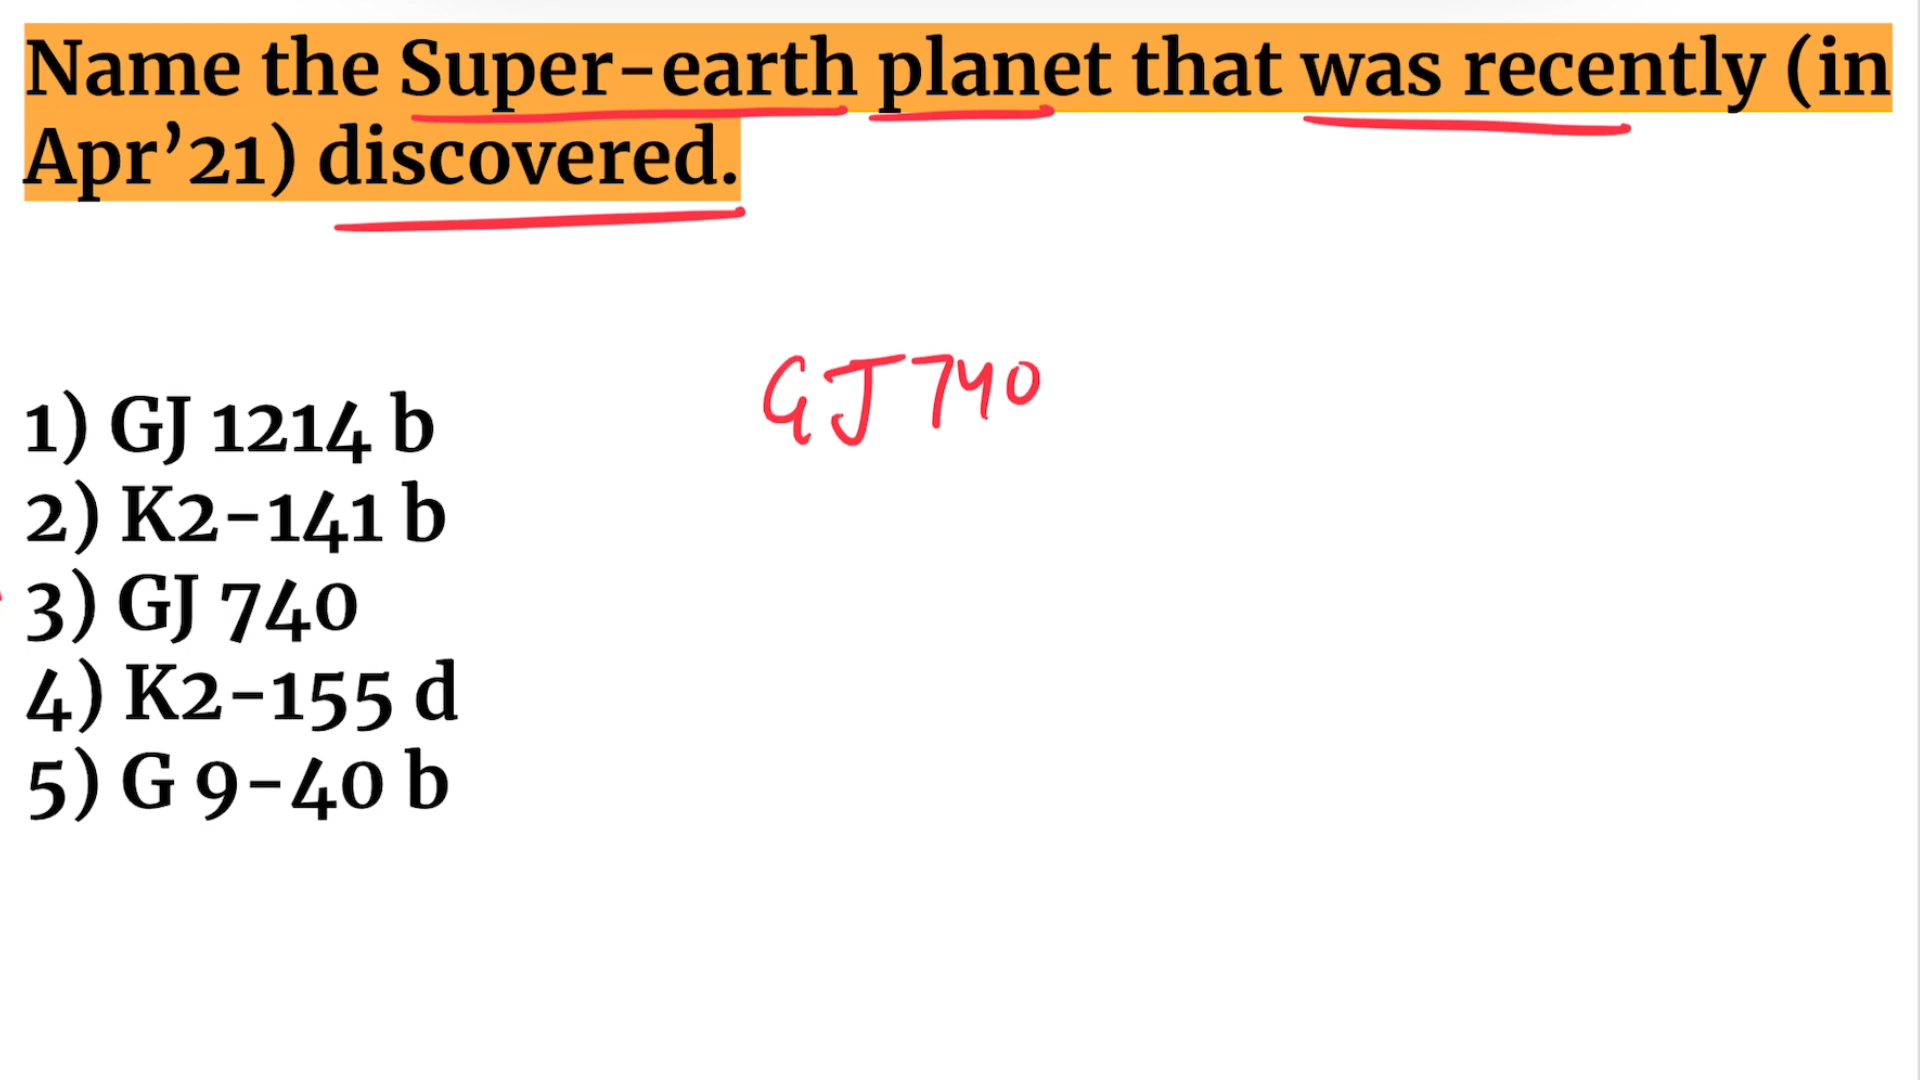 Name the Super-earth planet that was recently (in
Apr’21) discovered.
GJ 740
1) GJ 1214 b
2) K2-141 b
3) GJ 740
4) K2-155 d
5) G 9-40 b